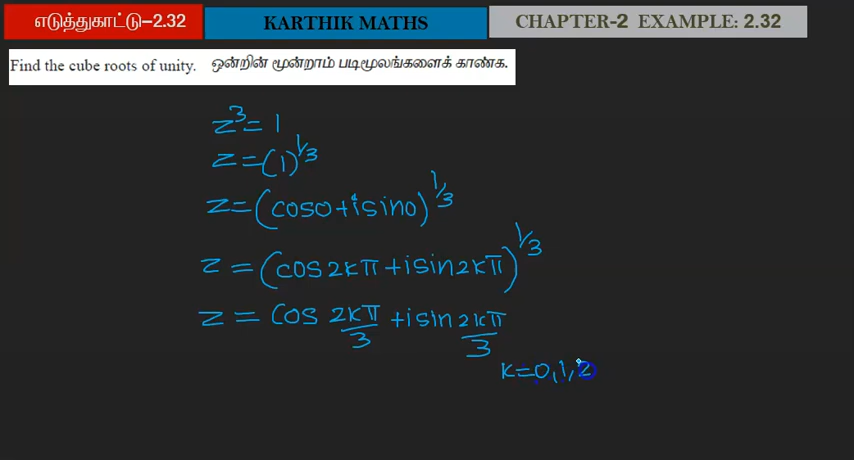 எடுத்துகாட்டு-2.32 KARTHIK MATHS CHAPTER-2 EXAMPLE: 2.32
Find the cube roots of unity. ஒன்றின் மூன்றாம் படிமூலங்களைக் காண்க.
z³ = 1
z = (1)^1/3
z = (cos0+isin0)^1/3
z = (cos2kπ+isin2kπ)^1/3
z = cos 2kπ/3 + isin 2kπ/3
k=0,1,2